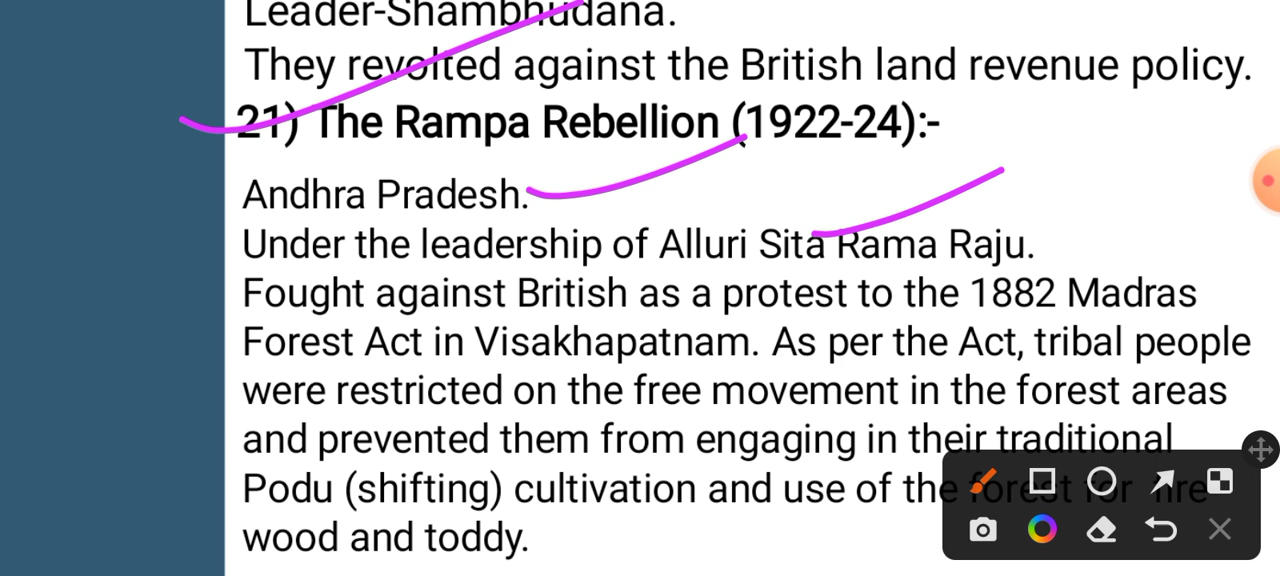 Leader-Shambhudana.
They revolted against the British land revenue policy.
21) The Rampa Rebellion (1922-24):-
Andhra Pradesh.
Under the leadership of Alluri Sita Rama Raju.
Fought against British as a protest to the 1882 Madras
Forest Act in Visakhapatnam. As per the Act, tribal people
were restricted on the free movement in the forest areas
and prevented them from engaging in their traditional
Podu (shifting) cultivation and use of the forest for fire
wood and toddy.